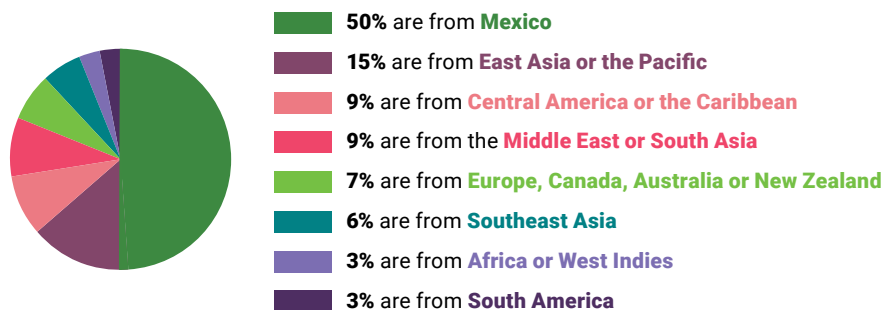 50% are from Mexico
15% are from East Asia or the Pacific
9% are from Central America or the Caribbean
9% are from the Middle East or South Asia
7% are from Europe, Canada, Australia or New Zealand
6% are from Southeast Asia
3% are from Africa or West Indies
3% are from South America